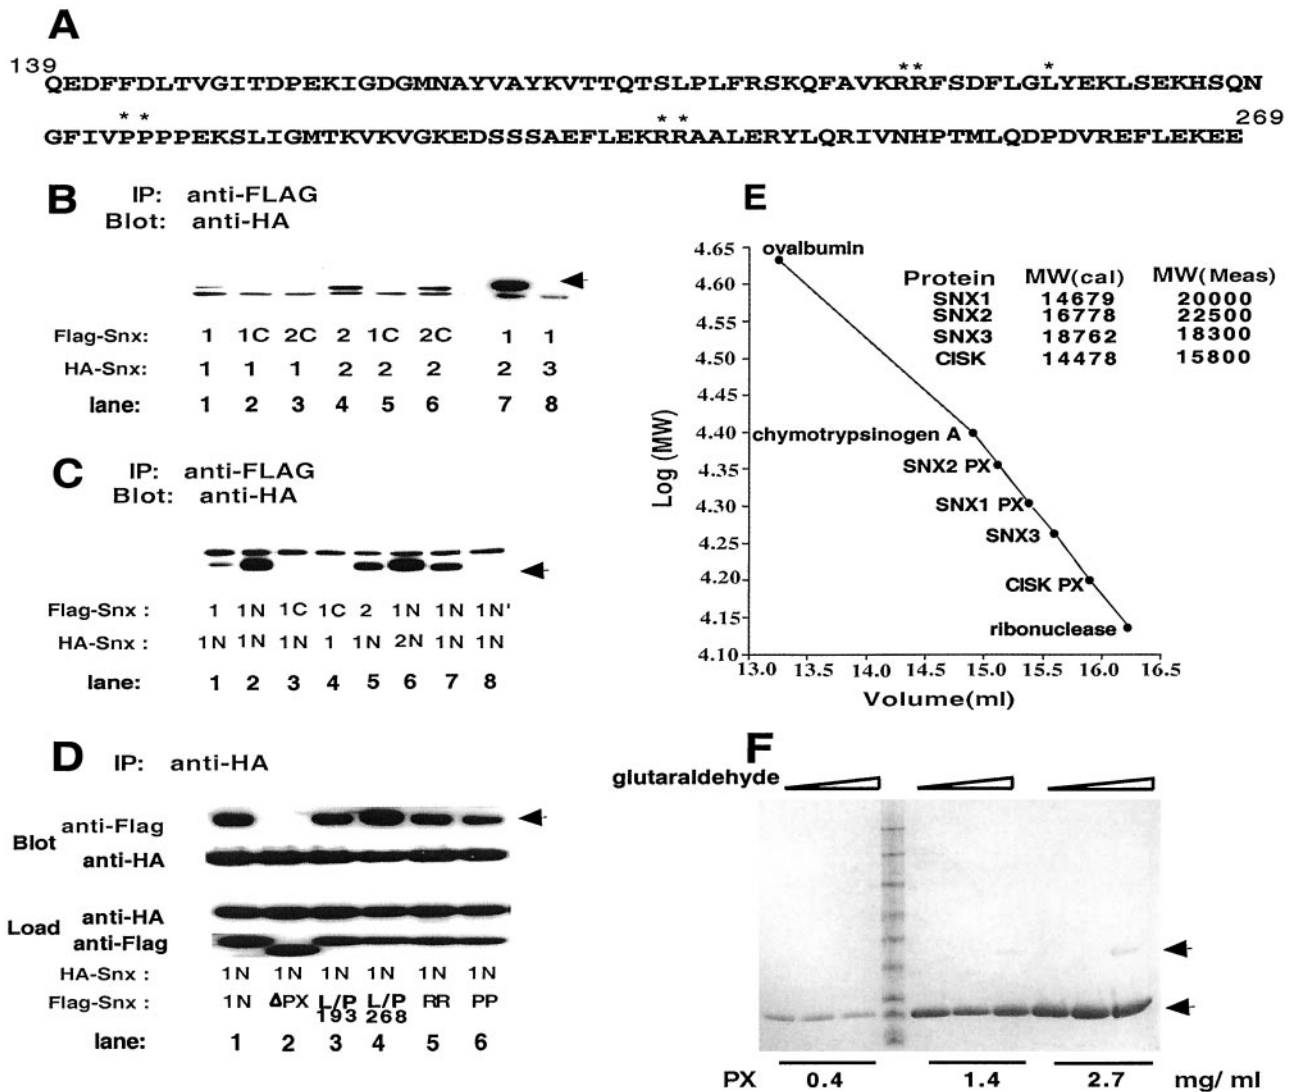 A
139
* * *
QEDFFDLTVGITDPEKIGDGMNAYVAYKVTTQTSLPLFRSKQFAVKRRFSDFLGLYEKLSEKHSQN
* * * *
GFIVPPPPEKSLIGMTKVKVGKEDSSSAEFLEKRRAALERYLQRIVNHPTMLQDPDVREFLEKEE
269
B
IP: anti-FLAG
Blot: anti-HA
Flag-Snx: 1 1C 2C 2 1C 2C 1 1
HA-Snx: 1 1 1 2 2 2 2 3
lane: 1 2 3 4 5 6 7 8
C
IP: anti-FLAG
Blot: anti-HA
Flag-Snx : 1 1N 1C 1C 2 1N 1N 1N'
HA-Snx : 1N 1N 1N 1 1N 2N 1N 1N
lane: 1 2 3 4 5 6 7 8
D
IP: anti-HA
Blot
anti-Flag
anti-HA
Load
anti-HA
anti-Flag
HA-Snx : 1N 1N 1N 1N 1N 1N
Flag-Snx : 1N ΔPX L/P 193 L/P 268 RR PP
lane: 1 2 3 4 5 6
E
Log (MW)
4.65
4.60
4.55
4.50
4.45
4.40
4.35
4.30
4.25
4.20
4.15
4.10
ovalbumin
chymotrypsinogen A
SNX2 PX
SNX1 PX
SNX3
CISK PX
ribonuclease
Protein MW(cal) MW(Meas)
SNX1 14679 20000
SNX2 16778 22500
SNX3 18762 18300
CISK 14478 15800
13.0 13.5 14.0 14.5 15.0 15.5 16.0 16.5
Volume(ml)
F
glutaraldehyde
PX 0.4 1.4 2.7 mg/ ml